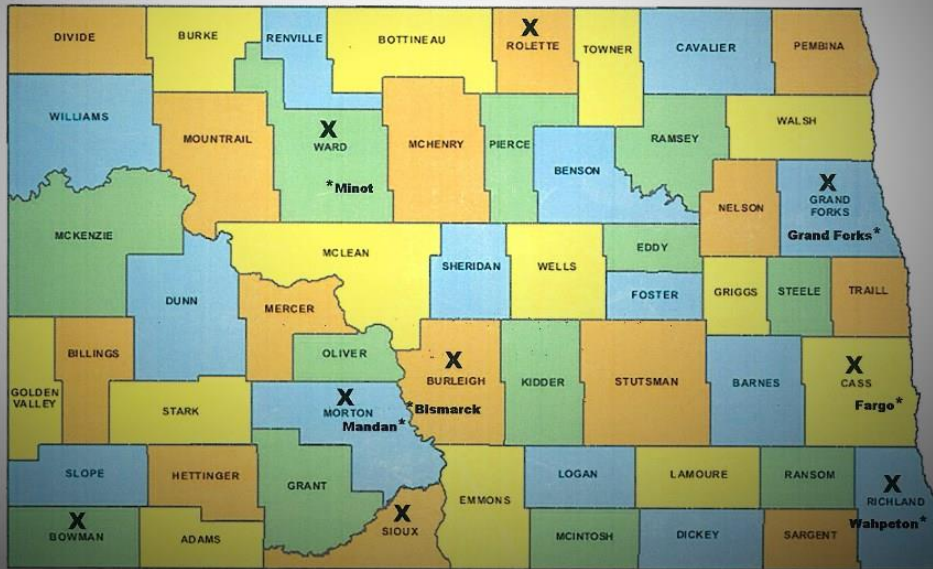 DIVIDE
BURKE
RENVILLE
BOTTINEAU
X
ROLETTE
TOWNER
CAVALIER
PEMBINA
WILLIAMS
MOUNTRAIL
X
WARD
*Minot
MCHENRY
PIERCE
BENSON
RAMSEY
WALSH
NELSON
X
GRAND
FORKS
Grand Forks*
MCKENZIE
MCLEAN
SHERIDAN
WELLS
EDDY
FOSTER
GRIGGS
STEELE
TRAILL
DUNN
MERCER
OLIVER
BILLINGS
GOLDEN
VALLEY
STARK
X
MORTON
Mandan*
X
BURLEIGH
*Bismarck
KIDDER
STUTSMAN
BARNES
X
CASS
Fargo*
SLOPE
HETTINGER
GRANT
EMMONS
LOGAN
LAMOURE
RANSOM
X
RICHLAND
Wahpeton*
X
BOWMAN
ADAMS
X
SIOUX
MCINTOSH
DICKEY
SARGENT